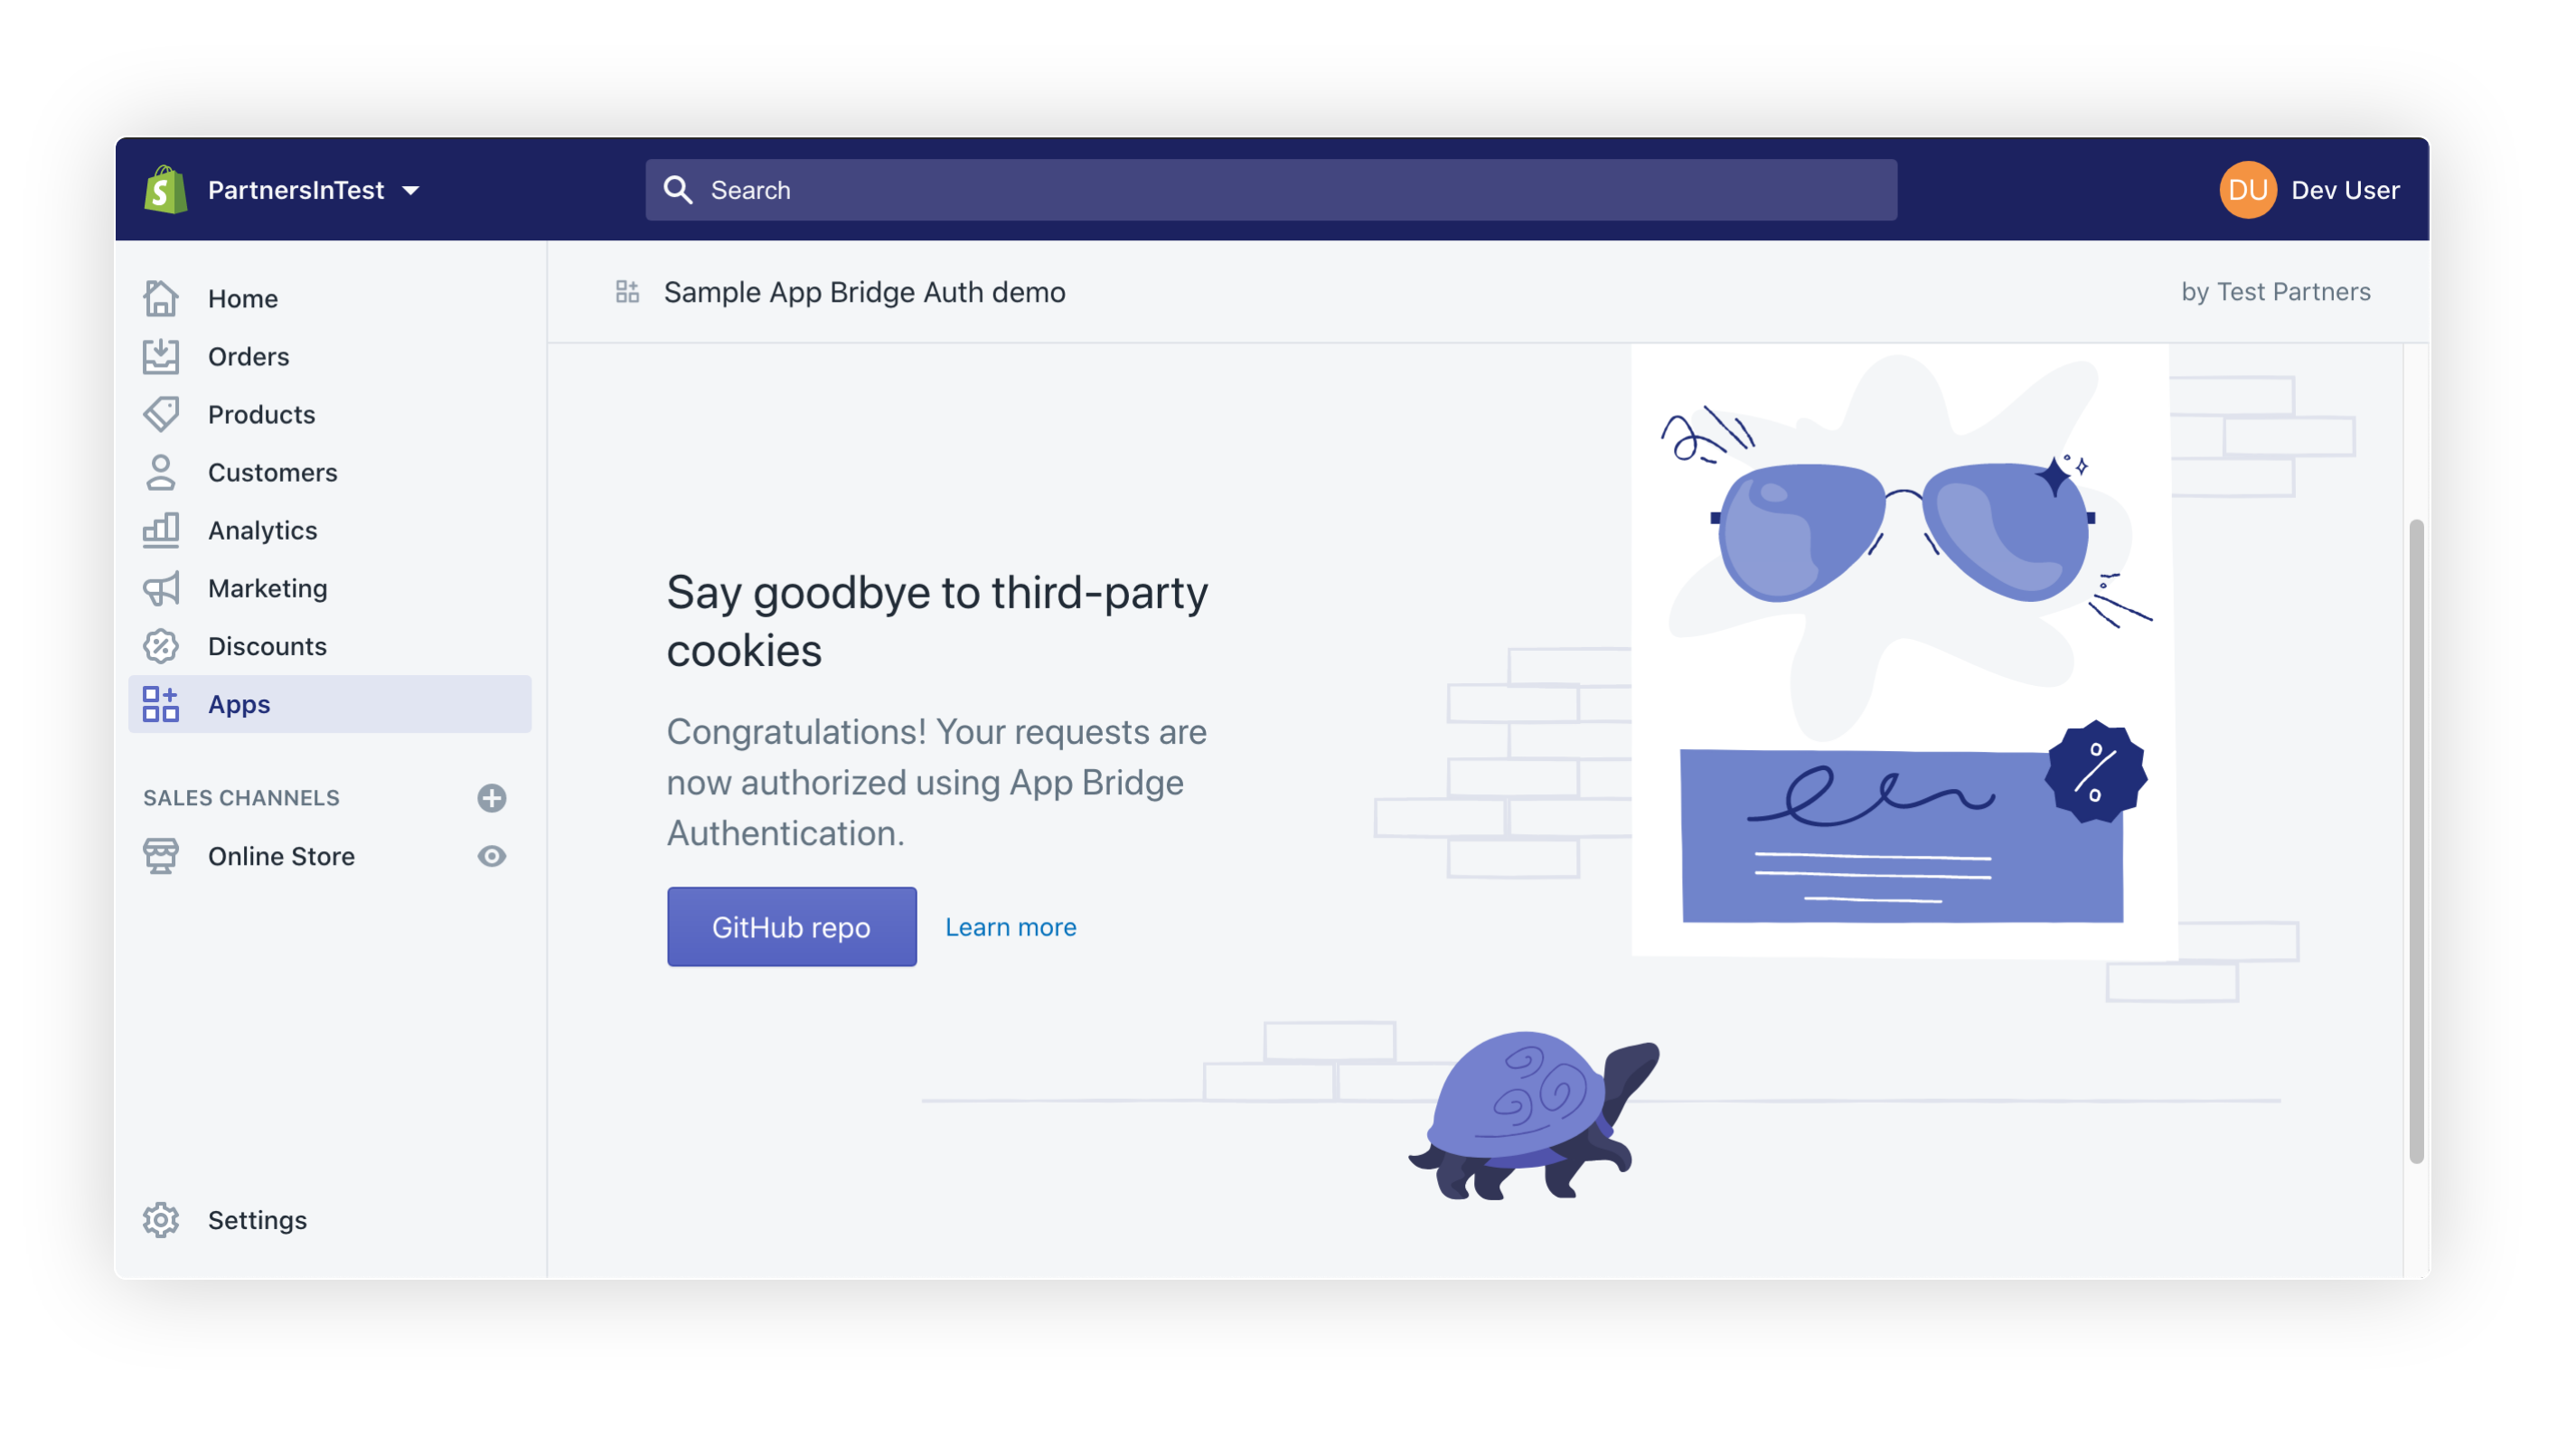 PartnersInTest
Search
DU
Dev User
Home
Orders
Products
Customers
Analytics
Marketing
Discounts
Apps
SALES CHANNELS
Online Store
Settings
Sample App Bridge Auth demo
by Test Partners
Say goodbye to third-party
cookies
Congratulations! Your requests are
now authorized using App Bridge
Authentication.
GitHub repo
Learn more
%